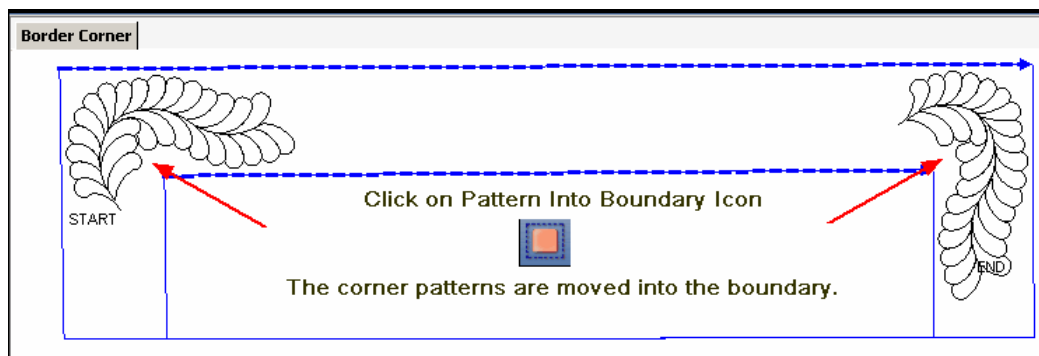 Border Corner
START
Click on Pattern Into Boundary Icon
END
The corner patterns are moved into the boundary.